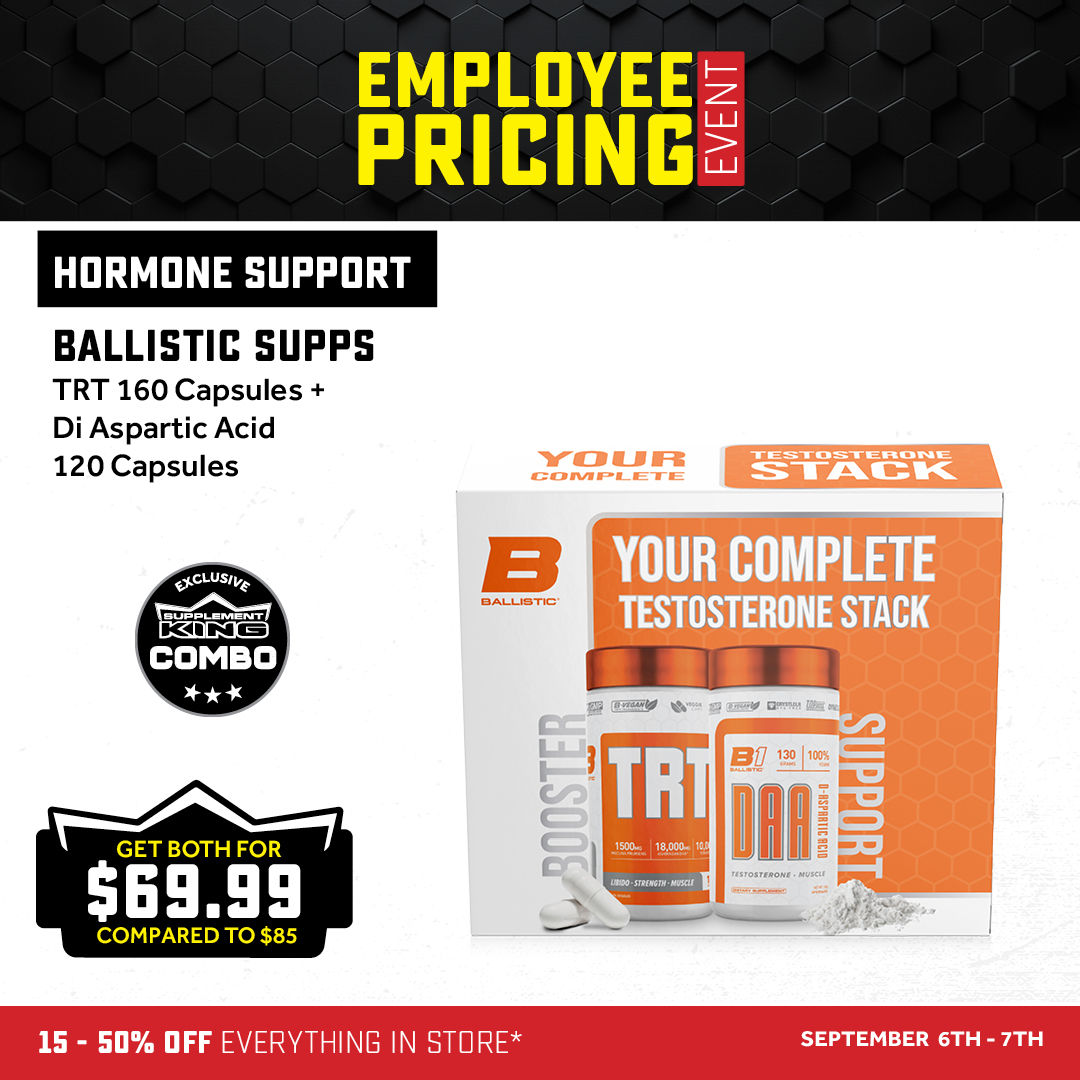 EMPLOYEE
PRICING
EVENT
HORMONE SUPPORT
BALLISTIC SUPPS
TRT 160 Capsules +
Di Aspartic Acid
120 Capsules
EXCLUSIVE
SUPPLEMENT
KING
COMBO
GET BOTH FOR
$69.99
COMPARED TO $85
YOUR
COMPLETE
TESTOSTERONE
STACK
B
BALLISTIC
YOUR COMPLETE
TESTOSTERONE STACK
BOOSTER
TRT
1500MG
18,000MG
LIBIDO - STRENGTH - MUSCLE
B1
BALLISTIC
130
100%
DAA
D-ASPARTIC ACID
TESTOSTERONE - MUSCLE
DIETARY SUPPLEMENT
SUPPORT
15 - 50% OFF EVERYTHING IN STORE*
SEPTEMBER 6TH - 7TH